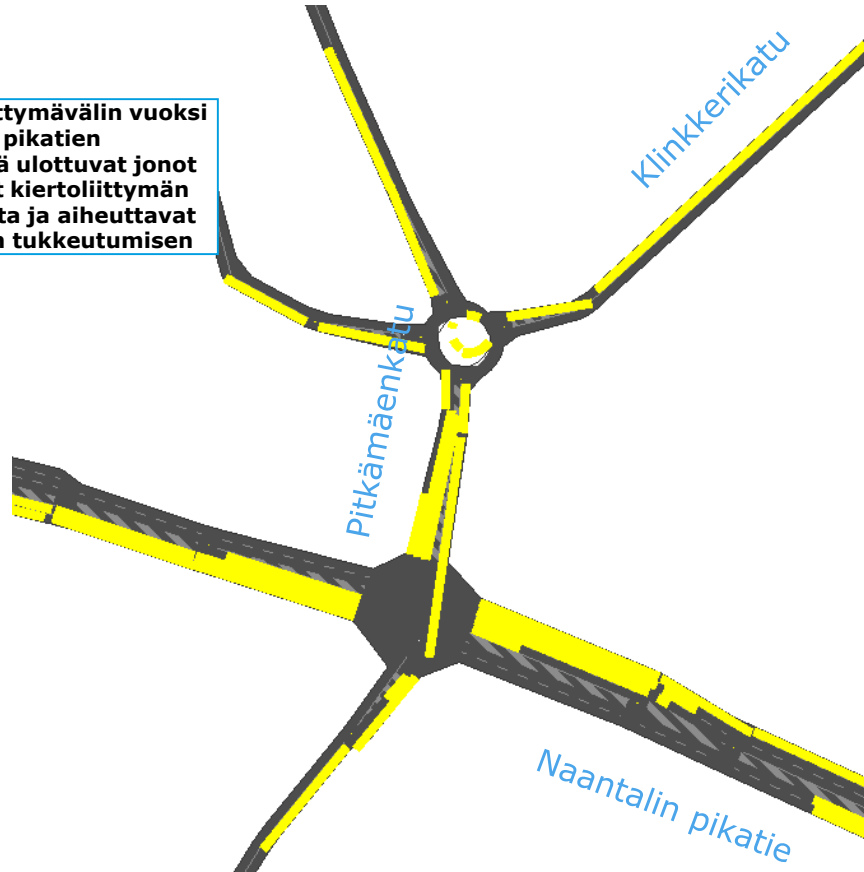 ttymävälin vuoksi
pikatien
ä ulottuvat jonot
t kiertoliittymän
ta ja aiheuttavat
n tukkeutumisen
Klinkkerikatu
Pitkämäenkatu
Naantalin pikatie